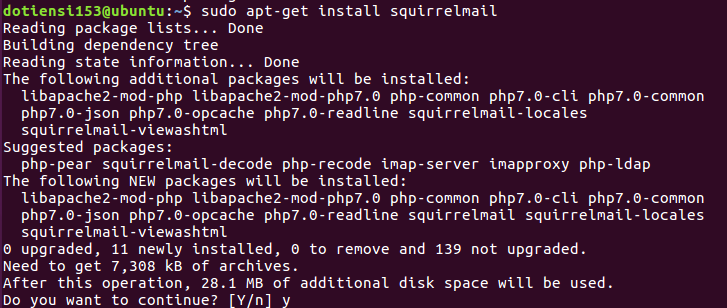 dotiensi153@ubuntu:~$ sudo apt-get install squirrelmail
Reading package lists... Done
Building dependency tree
Reading state information... Done
The following additional packages will be installed:
  libapache2-mod-php libapache2-mod-php7.0 php-common php7.0-cli php7.0-common
  php7.0-json php7.0-opcache php7.0-readline squirrelmail-locales
  squirrelmail-viewashtml
Suggested packages:
  php-pear squirrelmail-decode php-recode imap-server imapproxy php-ldap
The following NEW packages will be installed:
  libapache2-mod-php libapache2-mod-php7.0 php-common php7.0-cli php7.0-common
  php7.0-json php7.0-opcache php7.0-readline squirrelmail squirrelmail-locales
  squirrelmail-viewashtml
0 upgraded, 11 newly installed, 0 to remove and 139 not upgraded.
Need to get 7,308 kB of archives.
After this operation, 28.1 MB of additional disk space will be used.
Do you want to continue? [Y/n] y